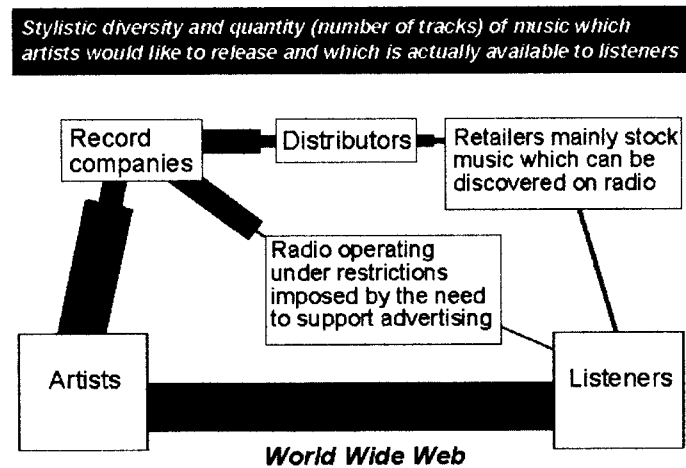 Stylistic diversity and quantity (number of tracks) of music which
artists would like to release and which is actually available to listeners
Record
companies
Distributors
Retailers mainly stock
music which can be
discovered on radio
Radio operating
under restrictions
imposed by the need
to support advertising
Artists
Listeners
World Wide Web